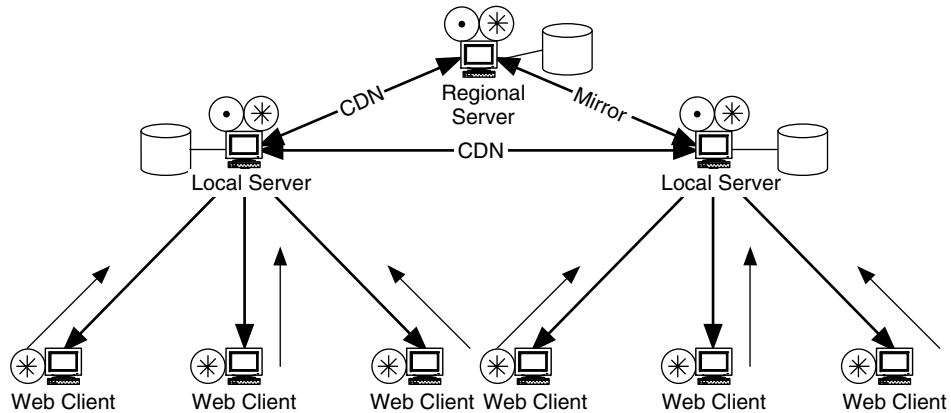 CDN
Regional
Server
Mirror
CDN
Local Server
Local Server
Web Client
Web Client
Web Client
Web Client
Web Client
Web Client